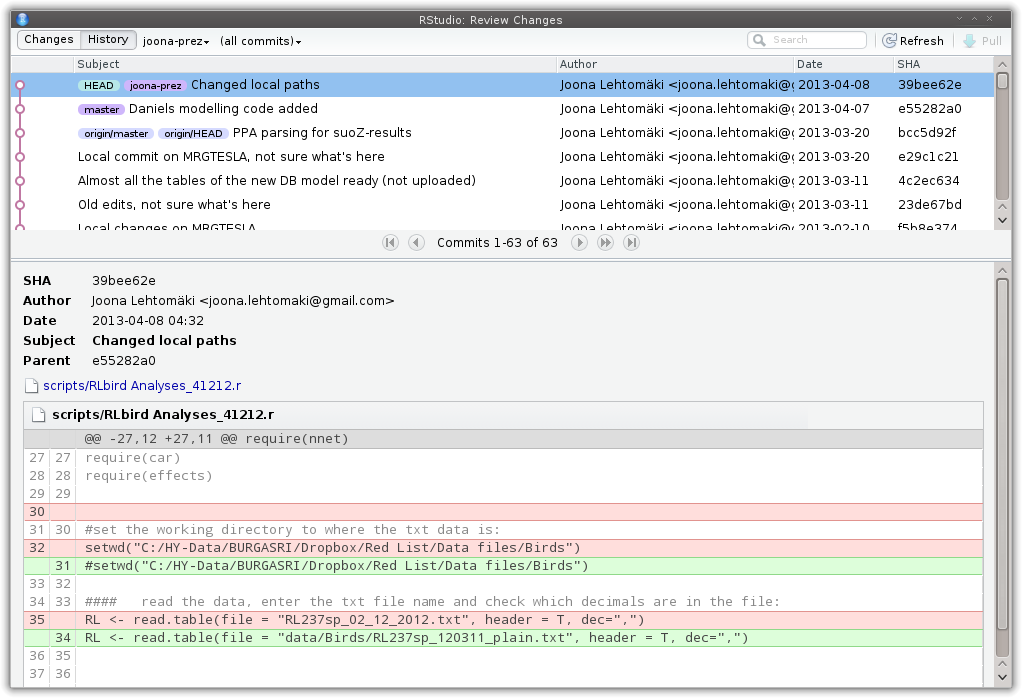 RStudio: Review Changes
Changes History joona-prez (all commits) Search Refresh Pull
Subject Author Date SHA
HEAD joona-prez Changed local paths Joona Lehtomäki <joona.lehtomaki@g 2013-04-08 39bee62e
master Daniels modelling code added Joona Lehtomäki <joona.lehtomaki@g 2013-04-07 e55282a0
origin/master origin/HEAD PPA parsing for suoZ-results Joona Lehtomäki <joona.lehtomaki@g 2013-03-20 bcc5d92f
Local commit on MRGTESLA, not sure what's here Joona Lehtomäki <joona.lehtomaki@g 2013-03-20 e29c1c21
Almost all the tables of the new DB model ready (not uploaded) Joona Lehtomäki <joona.lehtomaki@g 2013-03-11 4c2ec634
Old edits, not sure what's here Joona Lehtomäki <joona.lehtomaki@g 2013-03-11 23de67bd
Local changes on MRGTESLA Joona Lehtomäki <joona.lehtomaki@g 2013-02-10 f5b8e374
Commits 1-63 of 63
SHA 39bee62e
Author Joona Lehtomäki <joona.lehtomaki@gmail.com>
Date 2013-04-08 04:32
Subject Changed local paths
Parent e55282a0
scripts/RLbird Analyses_41212.r
scripts/RLbird Analyses_41212.r
@@ -27,12 +27,11 @@ require(nnet)
27 27 require(car)
28 28 require(effects)
29 29
30
31 30 #set the working directory to where the txt data is:
32 setwd("C:/HY-Data/BURGASRI/Dropbox/Red List/Data files/Birds")
31 #setwd("C:/HY-Data/BURGASRI/Dropbox/Red List/Data files/Birds")
33 32
34 33 #### read the data, enter the txt file name and check which decimals are in the file:
35 RL <- read.table(file = "RL237sp_02_12_2012.txt", header = T, dec=",")
34 RL <- read.table(file = "data/Birds/RL237sp_120311_plain.txt", header = T, dec=",")
36 35
37 36